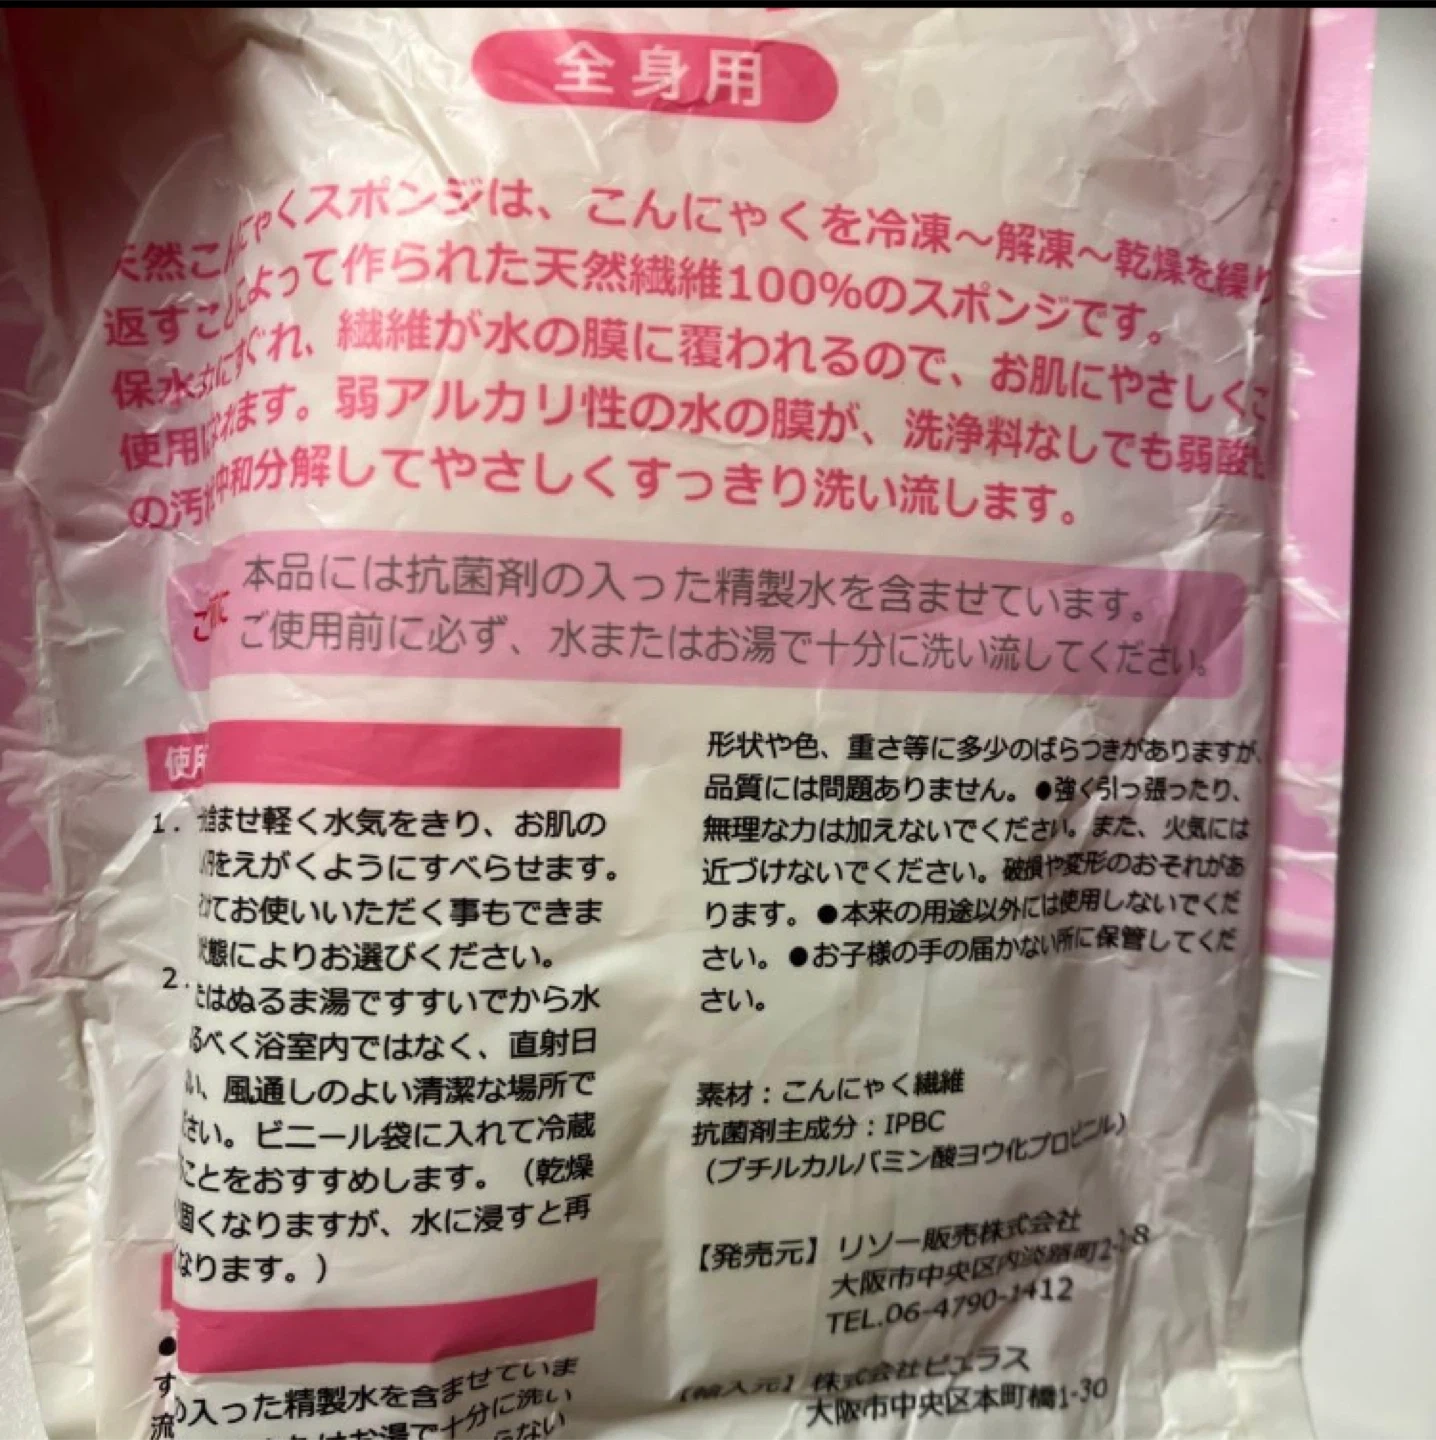 全身用
天然こんにゃくスポンジは、こんにゃくを冷凍～解凍～乾燥を繰り
返すことによって作られた天然繊維100%のスポンジです。
保水力にすぐれ、繊維が水の膜に覆われるので、お肌にやさしくご
使用になれます。弱アルカリ性の水の膜が、洗浄料なしでも弱酸性
の汚れ中和分解してやさしくすっきり洗い流します。
本品には抗菌剤の入った精製水を含ませています。
ご使用前に必ず、水またはお湯で十分に洗い流してください。
使用
1. 含ませ軽く水気をきり、お肌の
円をえがくようにすべらせます。
てお使いいただく事もできま
状態によりお選びください。
2. たはぬるま湯ですすいでから水
るべく浴室内ではなく、直射日
い、風通しのよい清潔な場所で
ださい。ビニール袋に入れて冷蔵
ことをおすすめします。（乾燥
固くなりますが、水に浸すと再
なります。）
●
す の入った精製水を含ませていま
流 またはお湯で十分に洗い
らない
形状や色、重さ等に多少のばらつきがありますが、
品質には問題ありません。●強く引っ張ったり、
無理な力は加えないでください。また、火気には
近づけないでください。破損や変形のおそれがあ
ります。●本来の用途以外には使用しないでくだ
さい。●お子様の手の届かない所に保管してくだ
さい。
素材：こんにゃく繊維
抗菌剤主成分：IPBC
（ブチルカルバミン酸ヨウ化プロピニル）
【発売元】リソー販売株式会社
大阪市中央区内淡路町2-1-8
TEL.06-4790-1412
【輸入元】株式会社ピエラス
大阪市中央区本町橋1-30